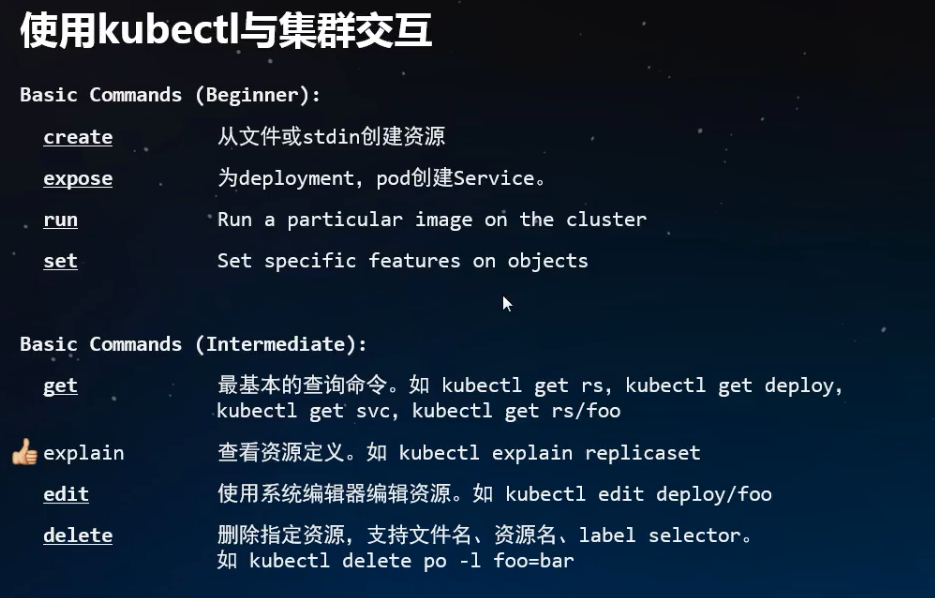 使用kubectl与集群交互
Basic Commands (Beginner):
create 从文件或stdin创建资源
expose 为deployment，pod创建Service。
run Run a particular image on the cluster
set Set specific features on objects
Basic Commands (Intermediate):
get 最基本的查询命令。如 kubectl get rs，kubectl get deploy，
kubectl get svc，kubectl get rs/foo
explain 查看资源定义。如 kubectl explain replicaset
edit 使用系统编辑器编辑资源。如 kubectl edit deploy/foo
delete 删除指定资源，支持文件名、资源名、label selector。
如 kubectl delete po -l foo=bar